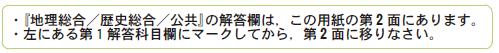 ・『地理総合／歴史総合／公共』の解答欄は，この用紙の第２面にあります。
・左にある第１解答科目欄にマークしてから，第２面に移りなさい。